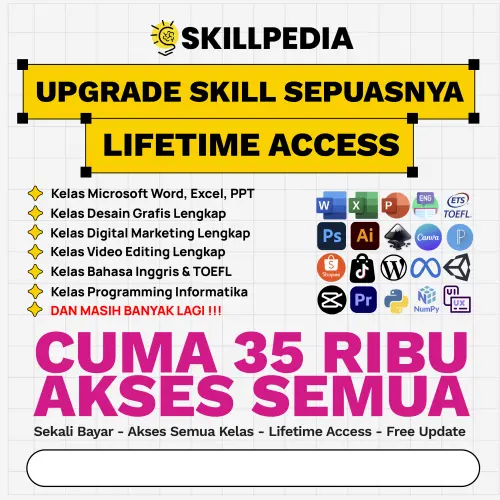 SKILLPEDIA
UPGRADE SKILL SEPUASNYA
LIFETIME ACCESS
Kelas Microsoft Word, Excel, PPT
Kelas Desain Grafis Lengkap
Kelas Digital Marketing Lengkap
Kelas Video Editing Lengkap
Kelas Bahasa Inggris & TOEFL
Kelas Programming Informatika
DAN MASIH BANYAK LAGI !!!
W X P ENG ETS TOEFL
Ps Ai Canva P
Shopee W
Pr NumPy UI UX
CUMA 35 RIBU
AKSES SEMUA
Sekali Bayar - Akses Semua Kelas - Lifetime Access - Free Update